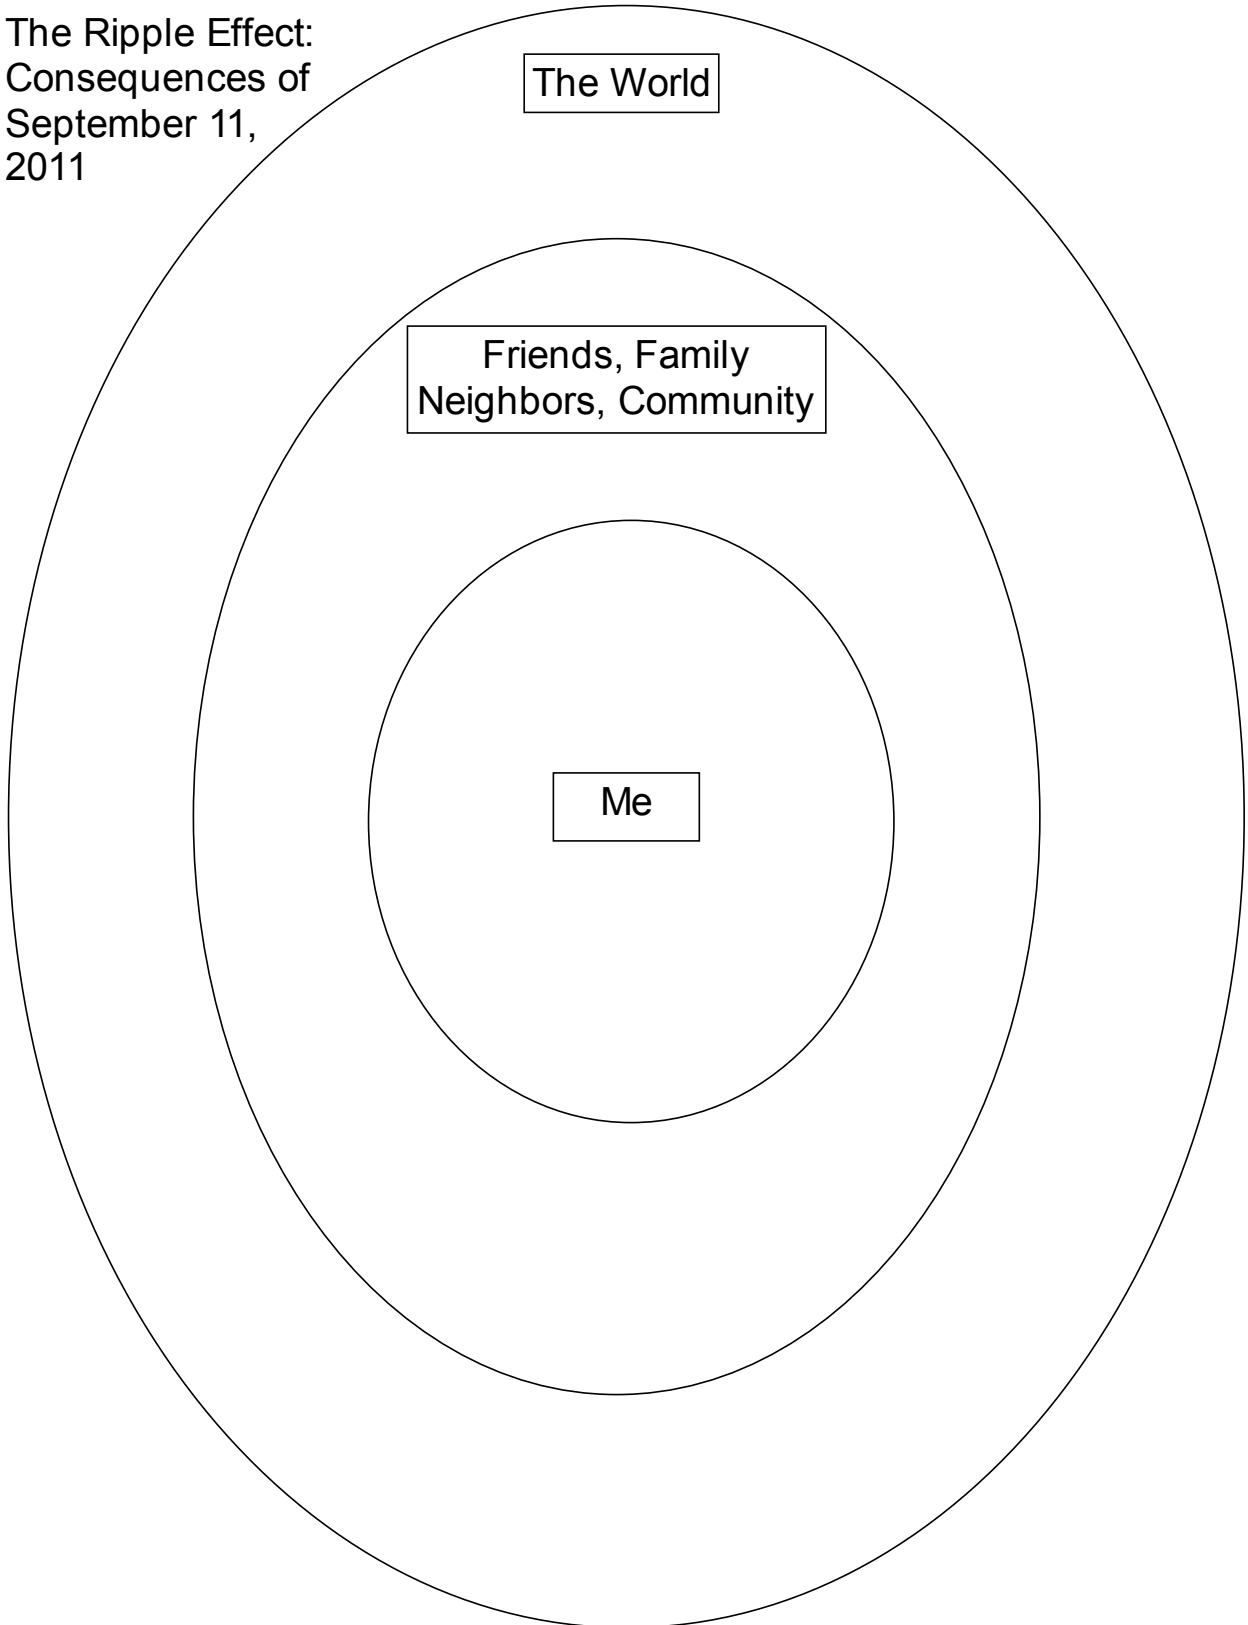 The Ripple Effect:
Consequences of
September 11,
2011
The World
Friends, Family
Neighbors, Community
Me